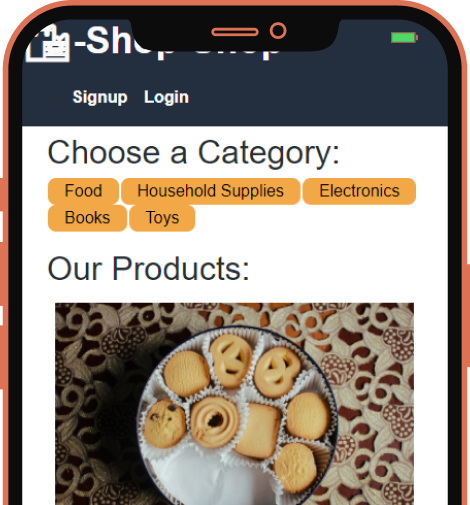 -Shop Shop
Signup Login
Choose a Category:
Food Household Supplies Electronics
Books Toys
Our Products: